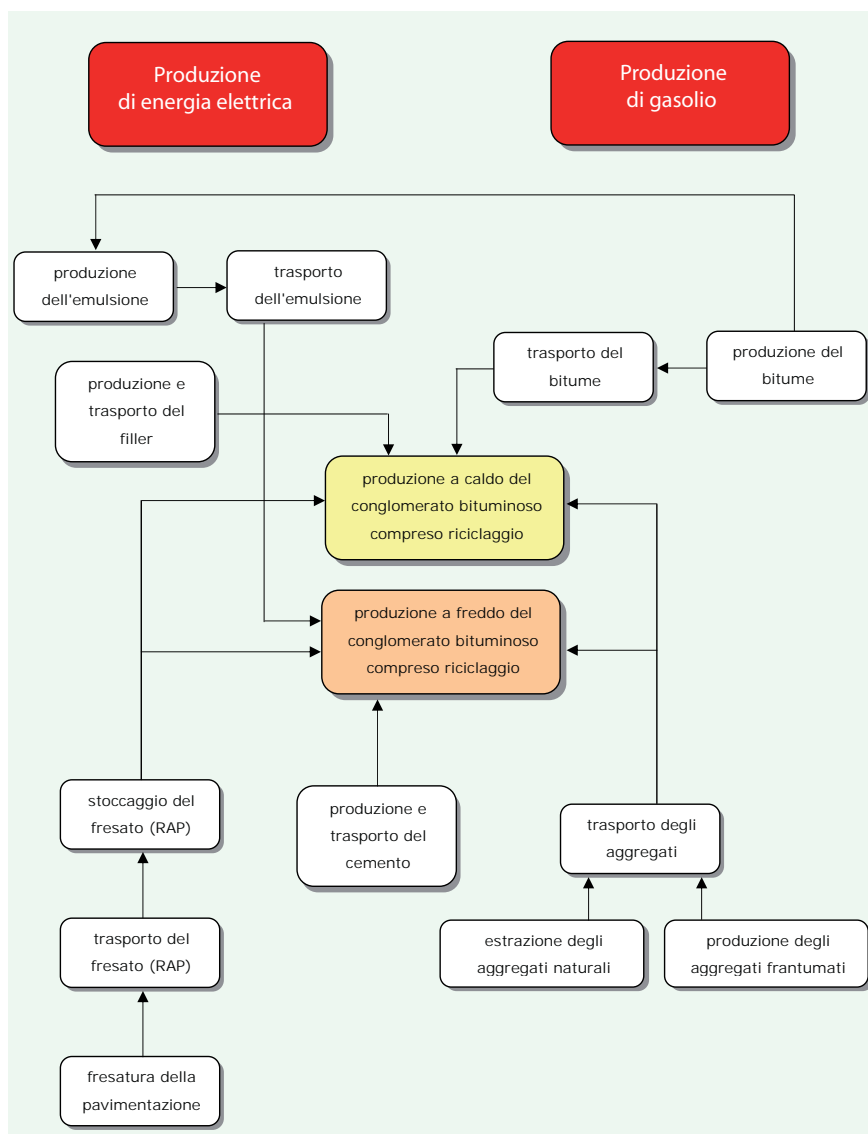 Produzione
di energia elettrica
Produzione
di gasolio
produzione
dell'emulsione
trasporto
dell'emulsione
trasporto del
bitume
produzione del
bitume
produzione e
trasporto del
filler
produzione a caldo del
conglomerato bituminoso
compreso riciclaggio
produzione a freddo del
conglomerato bituminoso
compreso riciclaggio
stoccaggio del
fresato (RAP)
produzione e
trasporto del
cemento
trasporto degli
aggregati
trasporto del
fresato (RAP)
estrazione degli
aggregati naturali
produzione degli
aggregati frantumati
fresatura della
pavimentazione